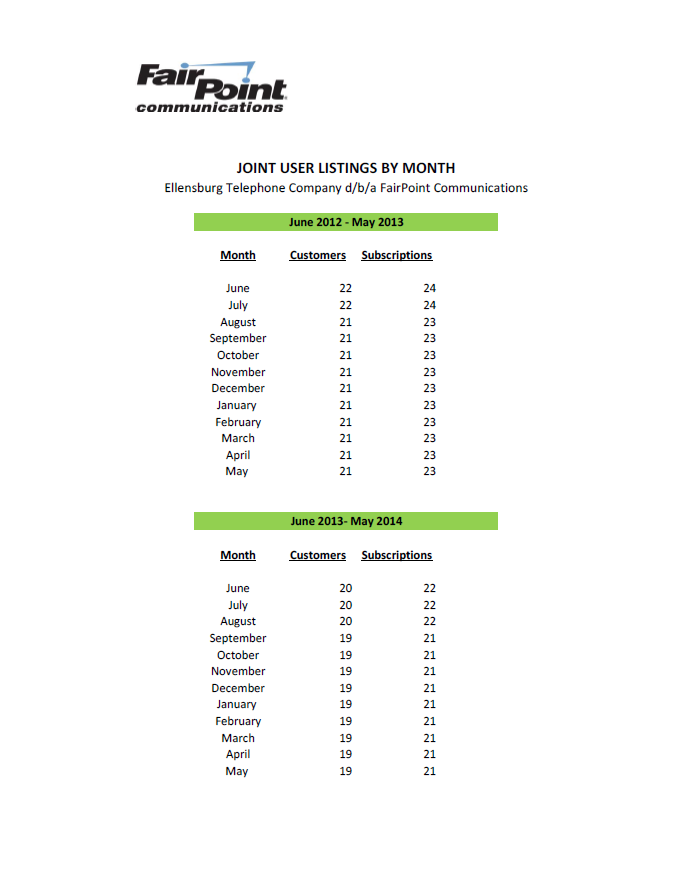 FairPoint
communications
JOINT USER LISTINGS BY MONTH
Ellensburg Telephone Company d/b/a FairPoint Communications
June 2012 - May 2013
Month Customers Subscriptions
June 22 24
July 22 24
August 21 23
September 21 23
October 21 23
November 21 23
December 21 23
January 21 23
February 21 23
March 21 23
April 21 23
May 21 23
June 2013- May 2014
Month Customers Subscriptions
June 20 22
July 20 22
August 20 22
September 19 21
October 19 21
November 19 21
December 19 21
January 19 21
February 19 21
March 19 21
April 19 21
May 19 21